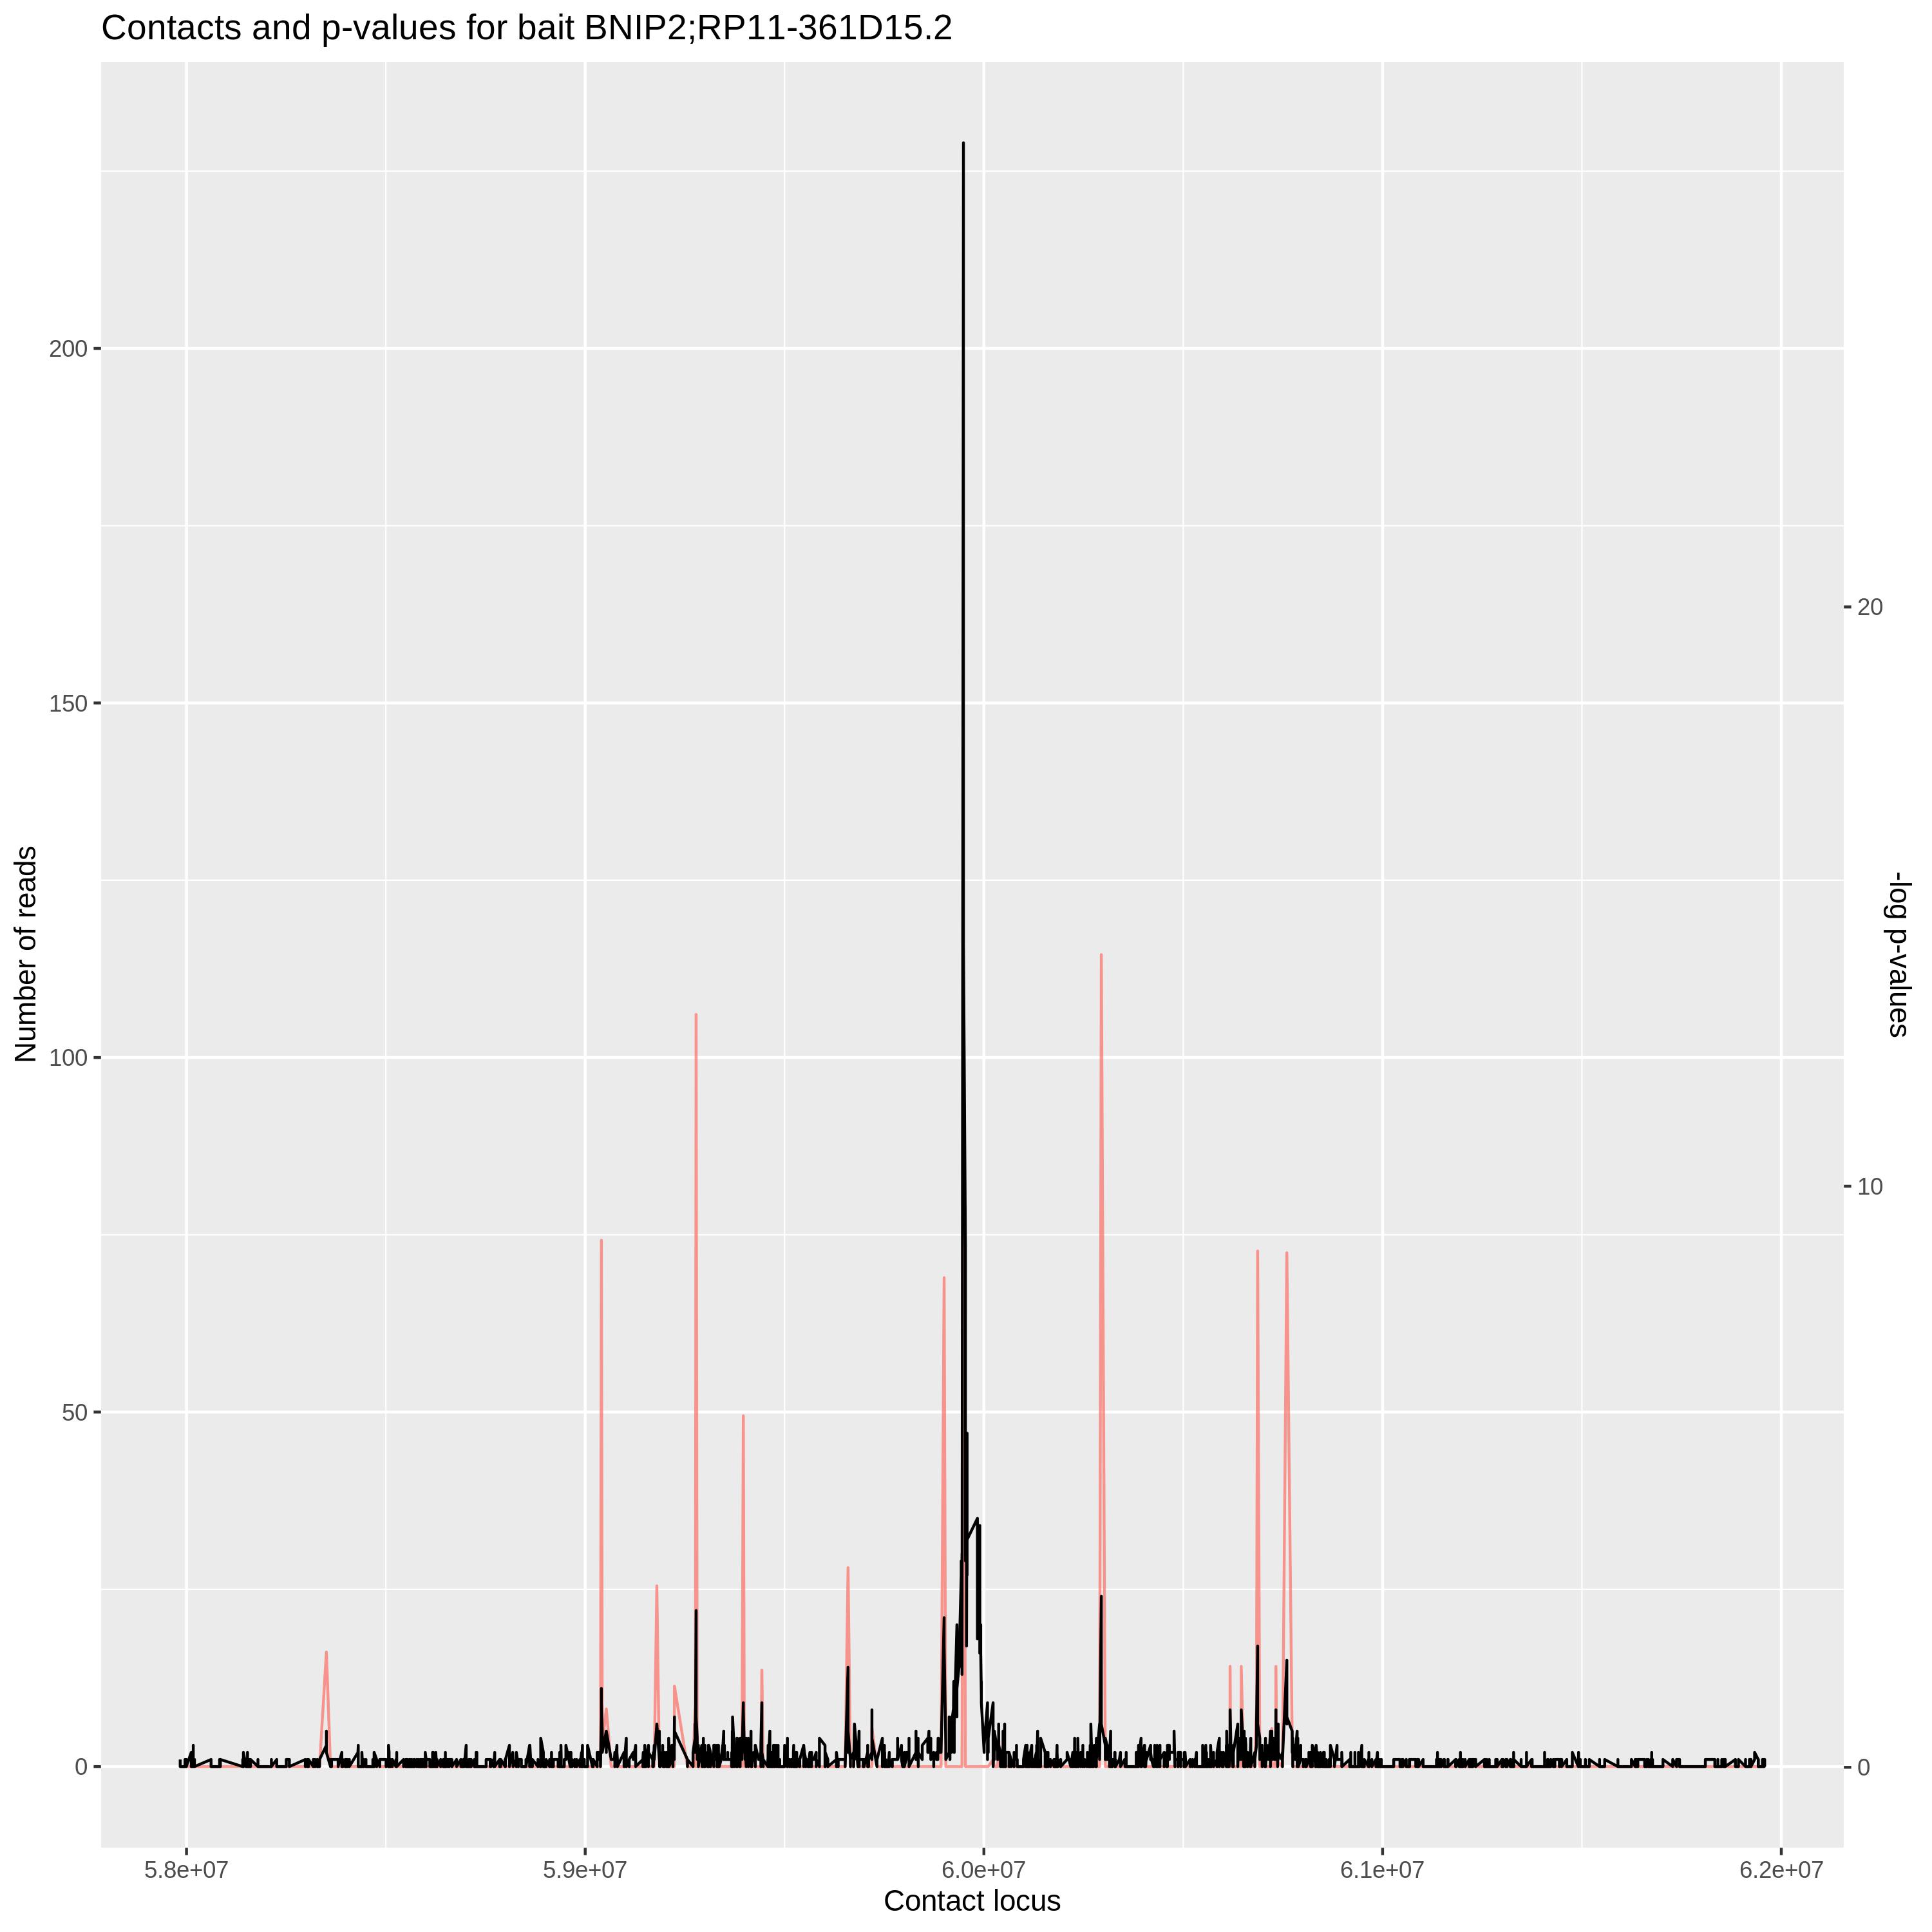 Contacts and p-values for bait BNIP2;RP11-361D15.2
200
150
100
50
0
Number of reads
20
10
0
-log p-values
5.8e+07
5.9e+07
6.0e+07
6.1e+07
6.2e+07
Contact locus